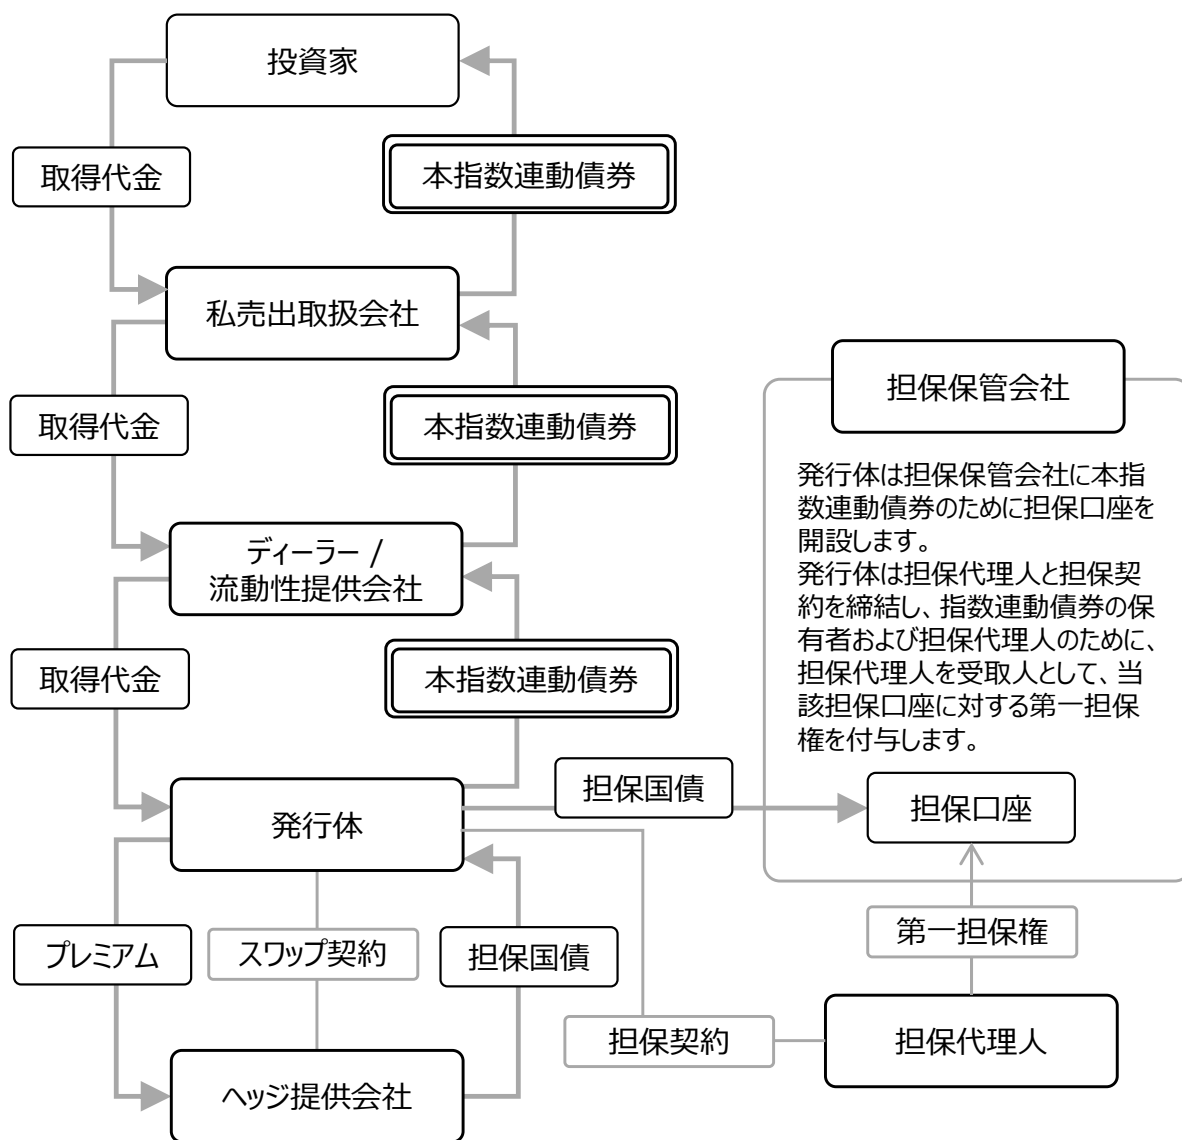 投資家
取得代金
本指数連動債券
私売出取扱会社
取得代金
本指数連動債券
ディーラー /
流動性提供会社
取得代金
本指数連動債券
発行体
プレミアム
スワップ契約
担保国債
ヘッジ提供会社
担保国債
担保契約
担保保管会社
発行体は担保保管会社に本指
数連動債券のために担保口座を
開設します。
発行体は担保代理人と担保契
約を締結し、指数連動債券の保
有者および担保代理人のために、
担保代理人を受取人として、当
該担保口座に対する第一担保
権を付与します。
担保口座
第一担保権
担保代理人